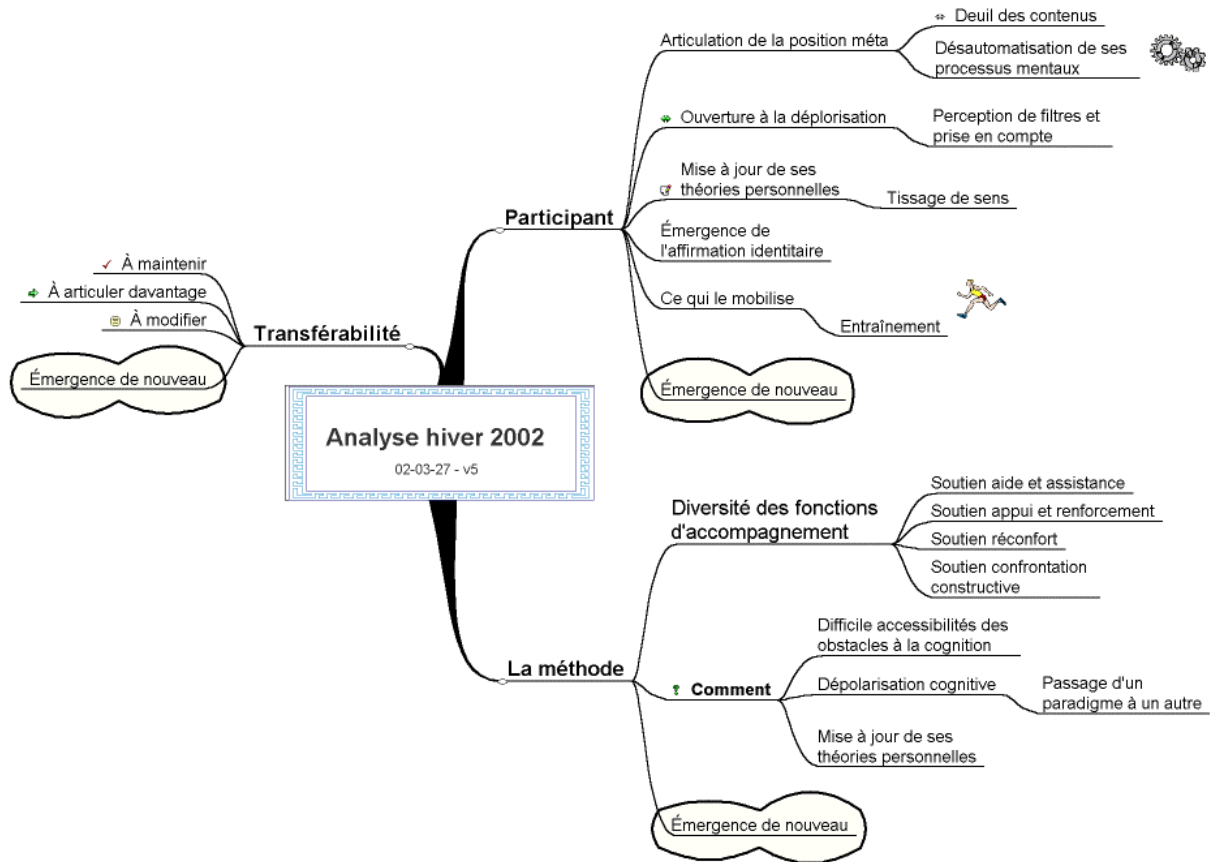 Analyse hiver 2002
02-03-27 - v5
Participant
Articulation de la position méta
Deuil des contenus
Désautomatisation de ses
processus mentaux
Ouverture à la déplorisation
Perception de filtres et
prise en compte
Mise à jour de ses
théories personnelles
Tissage de sens
Émergence de
l'affirmation identitaire
Ce qui le mobilise
Entraînement
Émergence de nouveau
La méthode
Diversité des fonctions
d'accompagnement
Soutien aide et assistance
Soutien appui et renforcement
Soutien réconfort
Soutien confrontation
constructive
Comment
Difficile accessibilités des
obstacles à la cognition
Dépolarisation cognitive
Passage d'un
paradigme à un autre
Mise à jour de ses
théories personnelles
Émergence de nouveau
Transférabilité
À maintenir
À articuler davantage
À modifier
Émergence de nouveau